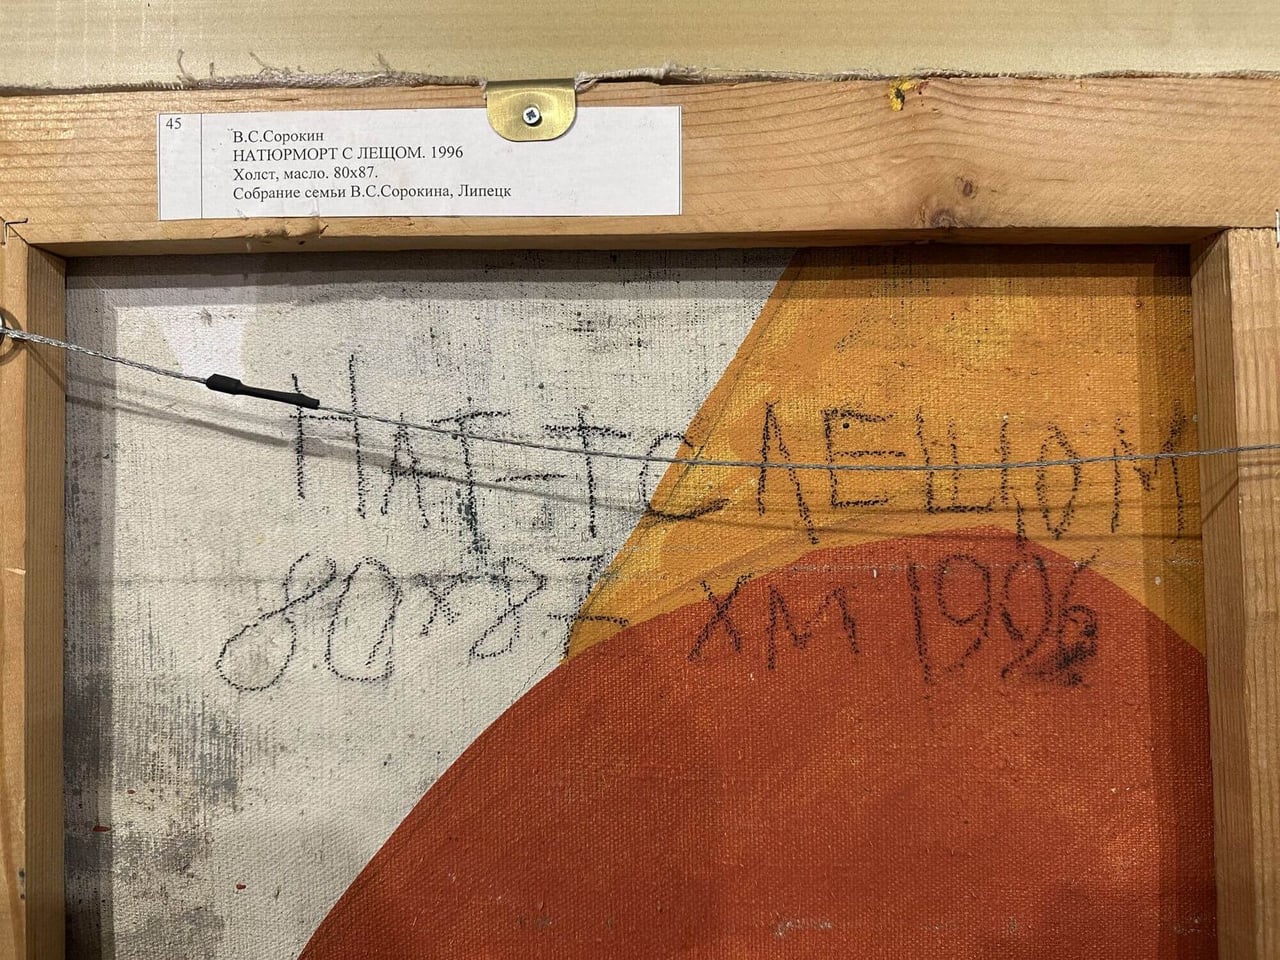 45
В.С.Сорокин
НАТЮРМОРТ С ЛЕЩОМ. 1996
Холст, масло. 80х87.
Собрание семьи В.С.Сорокина, Липецк
НАТ-Т С ЛЕЩОМ
80х87 ХМ 1996